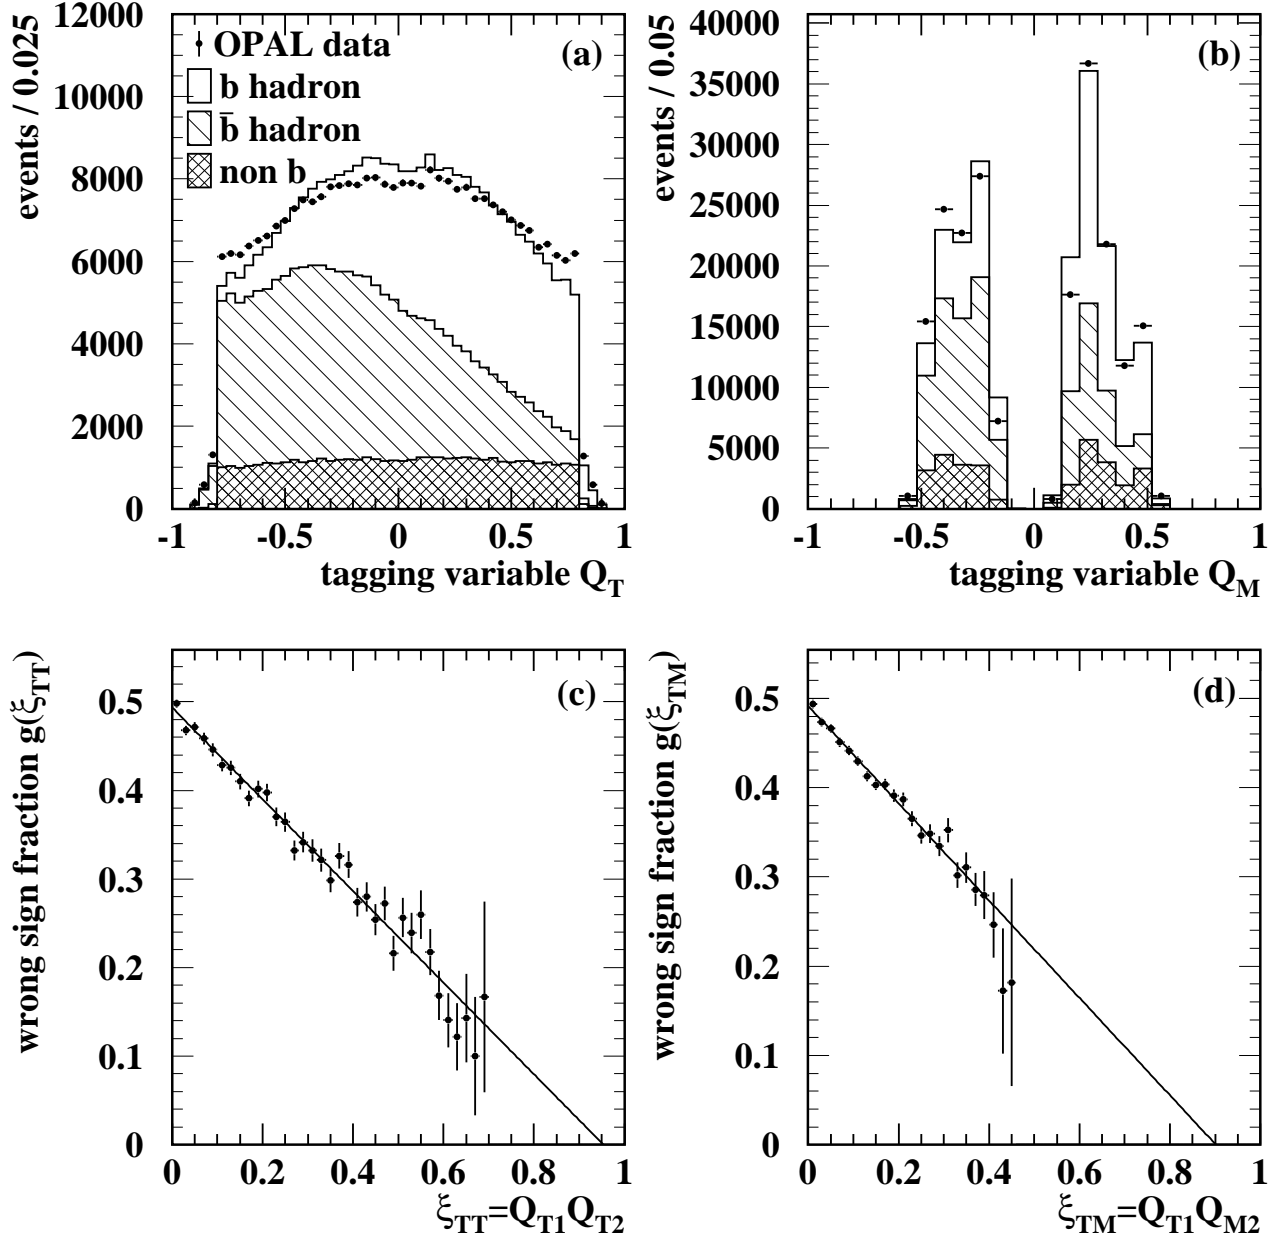 (a)
OPAL data
b hadron
b̄ hadron
non b
events / 0.025
12000
10000
8000
6000
4000
2000
0
-1 -0.5 0 0.5 1
tagging variable Q_T
(b)
events / 0.05
40000
35000
30000
25000
20000
15000
10000
5000
0
-1 -0.5 0 0.5 1
tagging variable Q_M
(c)
wrong sign fraction g(ξ_TT)
0.5
0.4
0.3
0.2
0.1
0
0 0.2 0.4 0.6 0.8 1
ξ_TT=Q_T1Q_T2
(d)
wrong sign fraction g(ξ_TM)
0.5
0.4
0.3
0.2
0.1
0
0 0.2 0.4 0.6 0.8 1
ξ_TM=Q_T1Q_M2